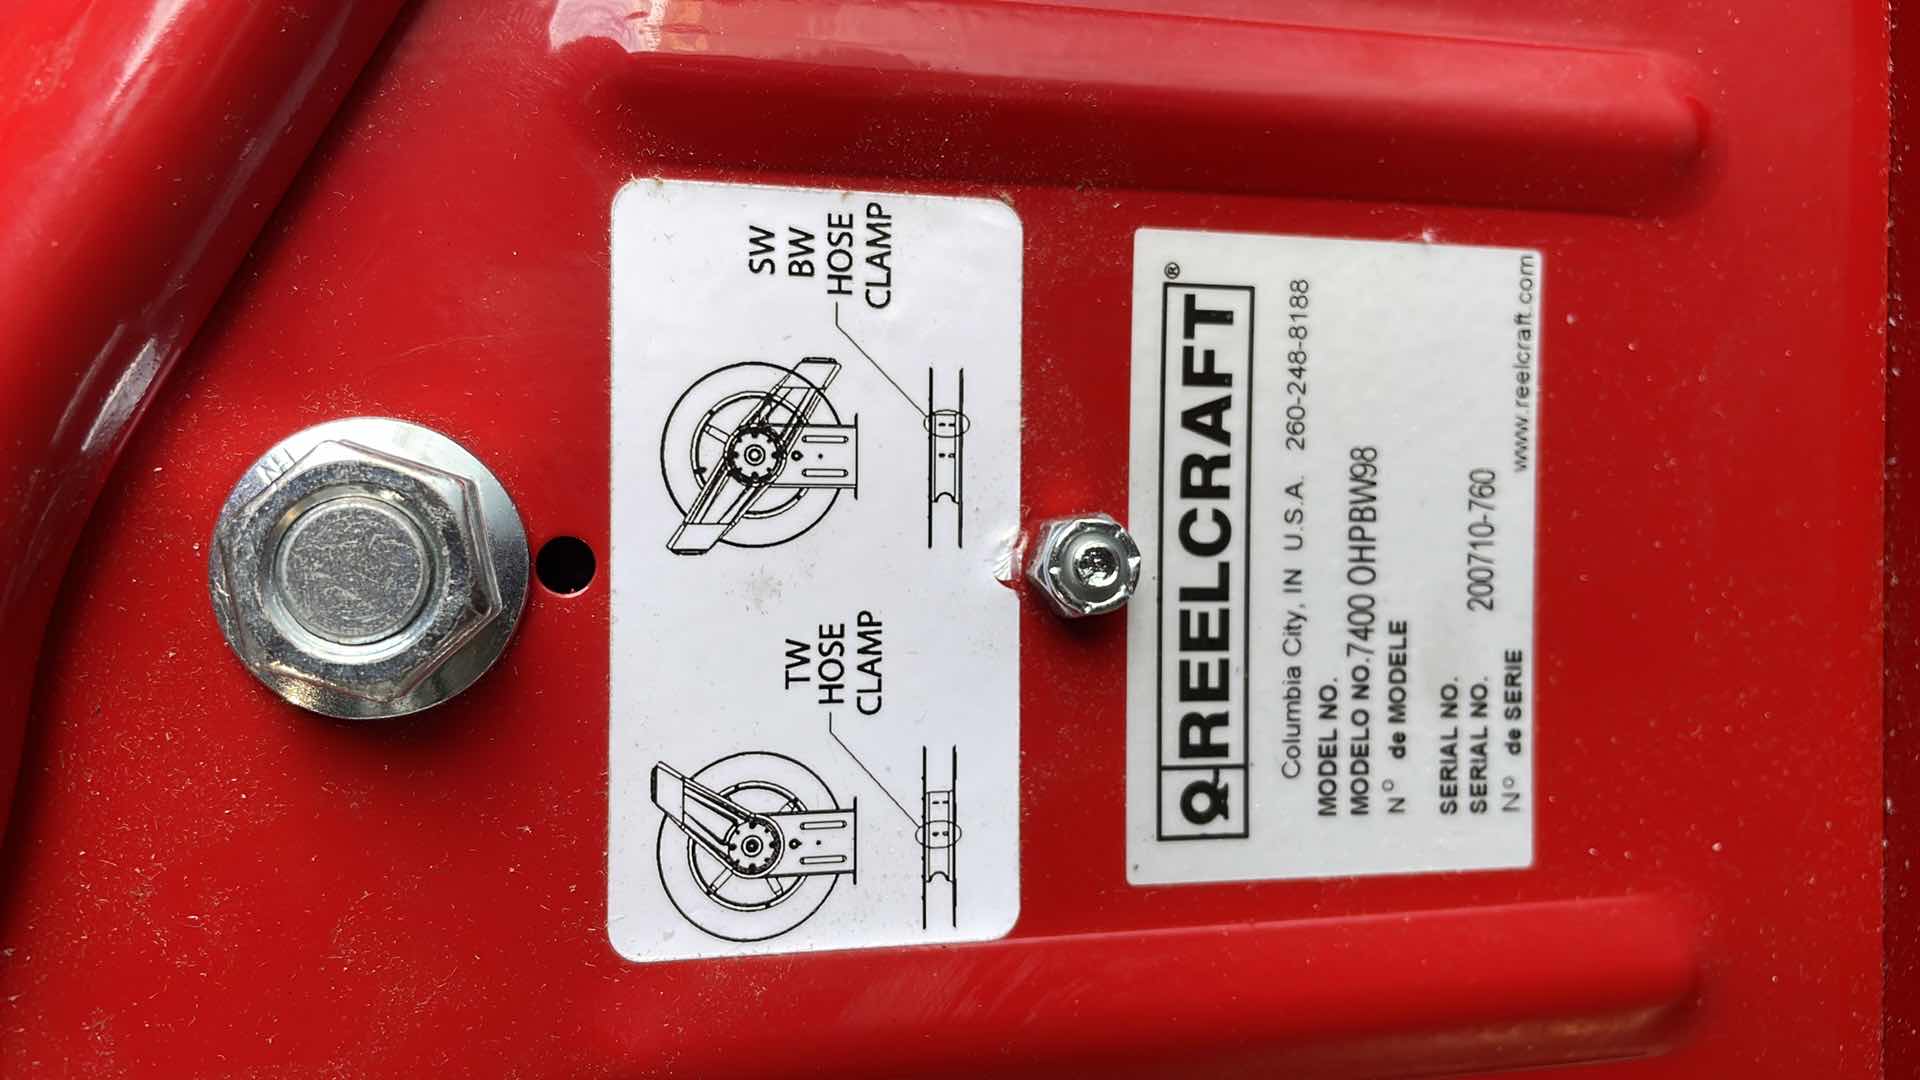 TW
HOSE
CLAMP
SW
BW
HOSE
CLAMP
REELCRAFT®
Columbia City, IN U.S.A. 260-248-8188
MODEL NO.
MODELO NO.7400 OHPBW98
N° de MODELE
SERIAL NO.
SERIAL NO. 200710-760
N° de SERIE www.reelcraft.com